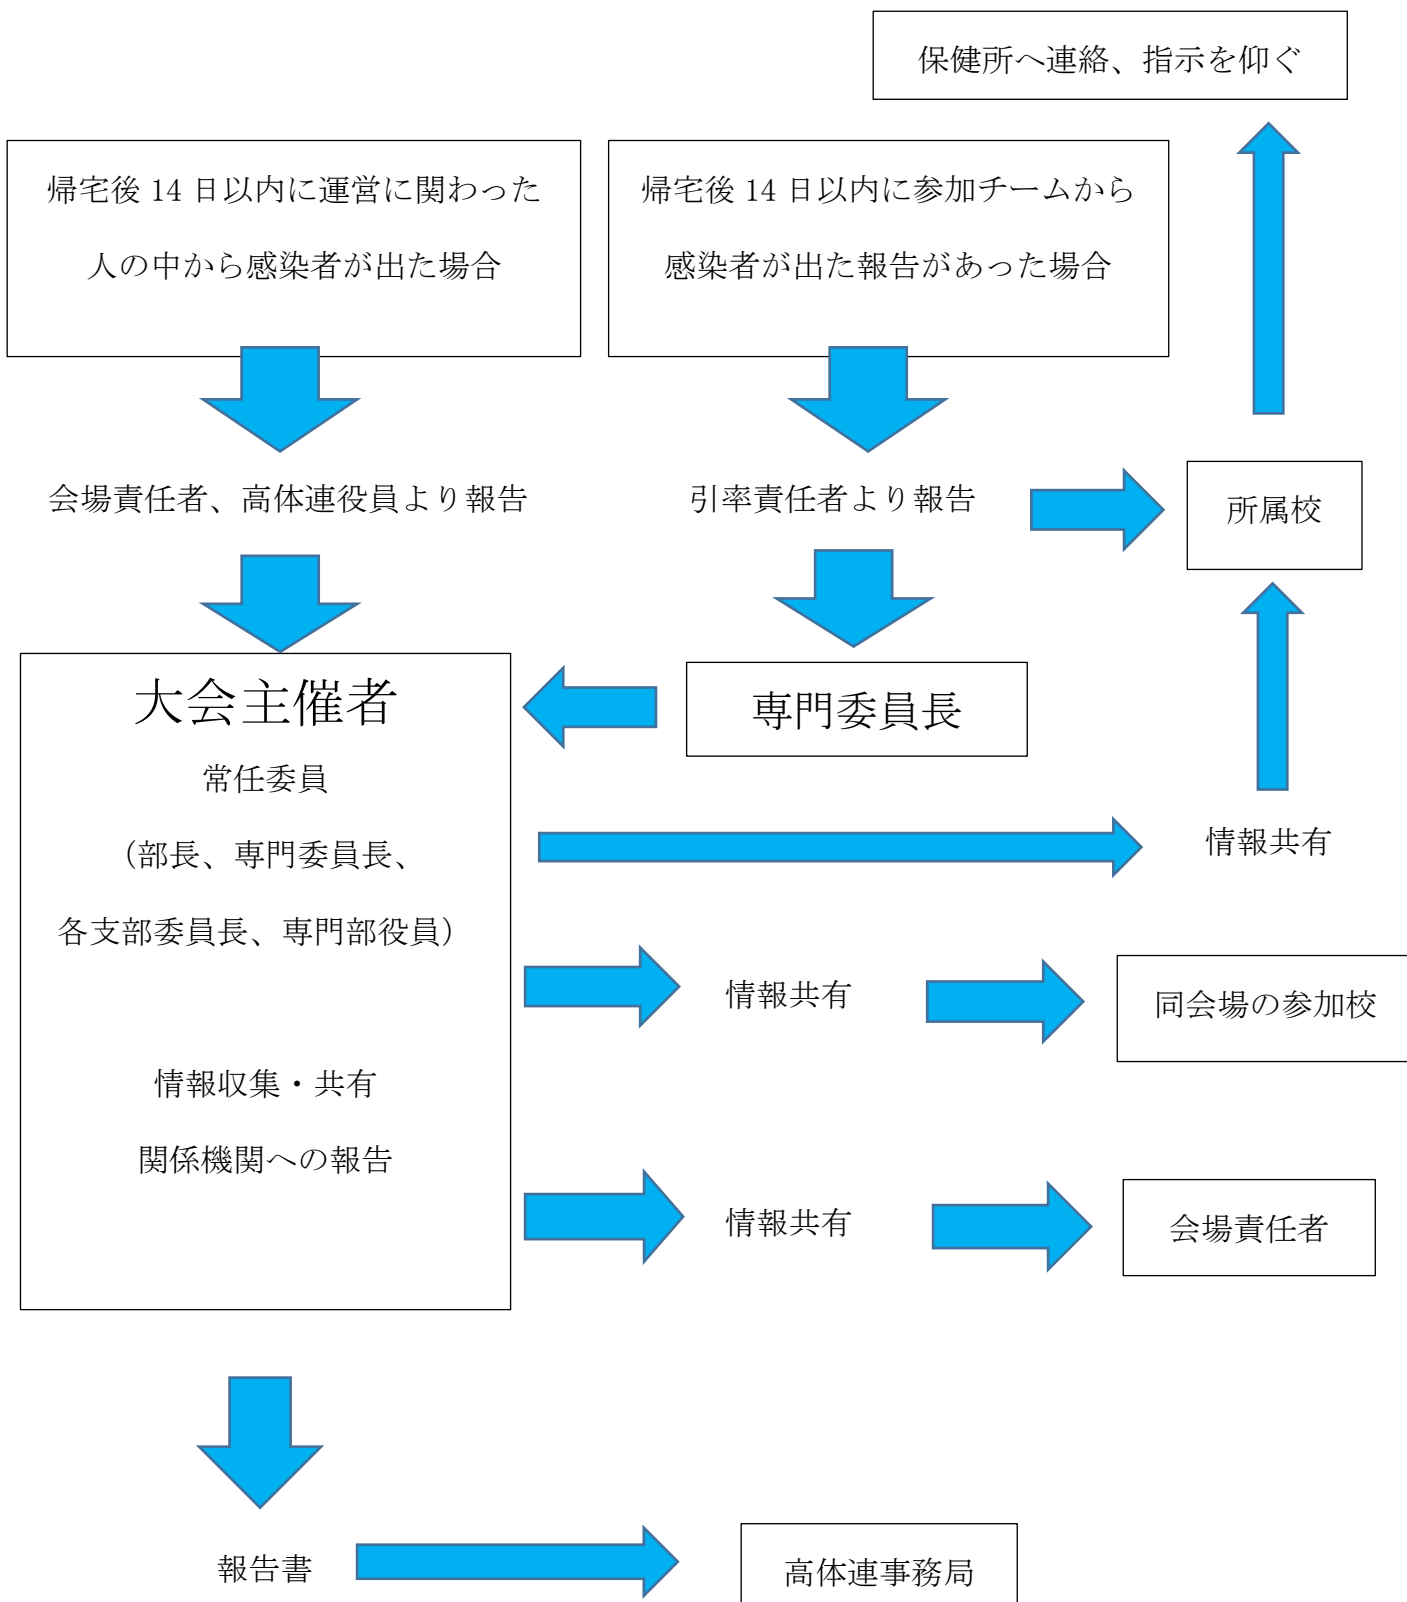 保健所へ連絡、指示を仰ぐ
帰宅後 14 日以内に運営に関わった
人の中から感染者が出た場合
帰宅後 14 日以内に参加チームから
感染者が出た報告があった場合
会場責任者、高体連役員より報告
引率責任者より報告
所属校
大会主催者
常任委員
（部長、専門委員長、
各支部委員長、専門部役員）
情報収集・共有
関係機関への報告
専門委員長
情報共有
情報共有
同会場の参加校
情報共有
会場責任者
報告書
高体連事務局